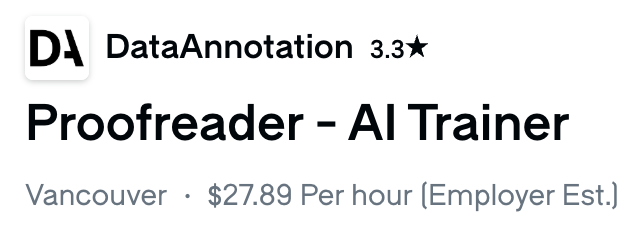 DA DataAnnotation 3.3★
Proofreader - AI Trainer
Vancouver · $27.89 Per hour (Employer Est.)